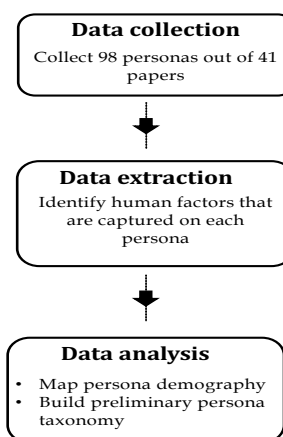 Data collection
Collect 98 personas out of 41
papers
Data extraction
Identify human factors that
are captured on each
persona
Data analysis
• Map persona demography
• Build preliminary persona
taxonomy